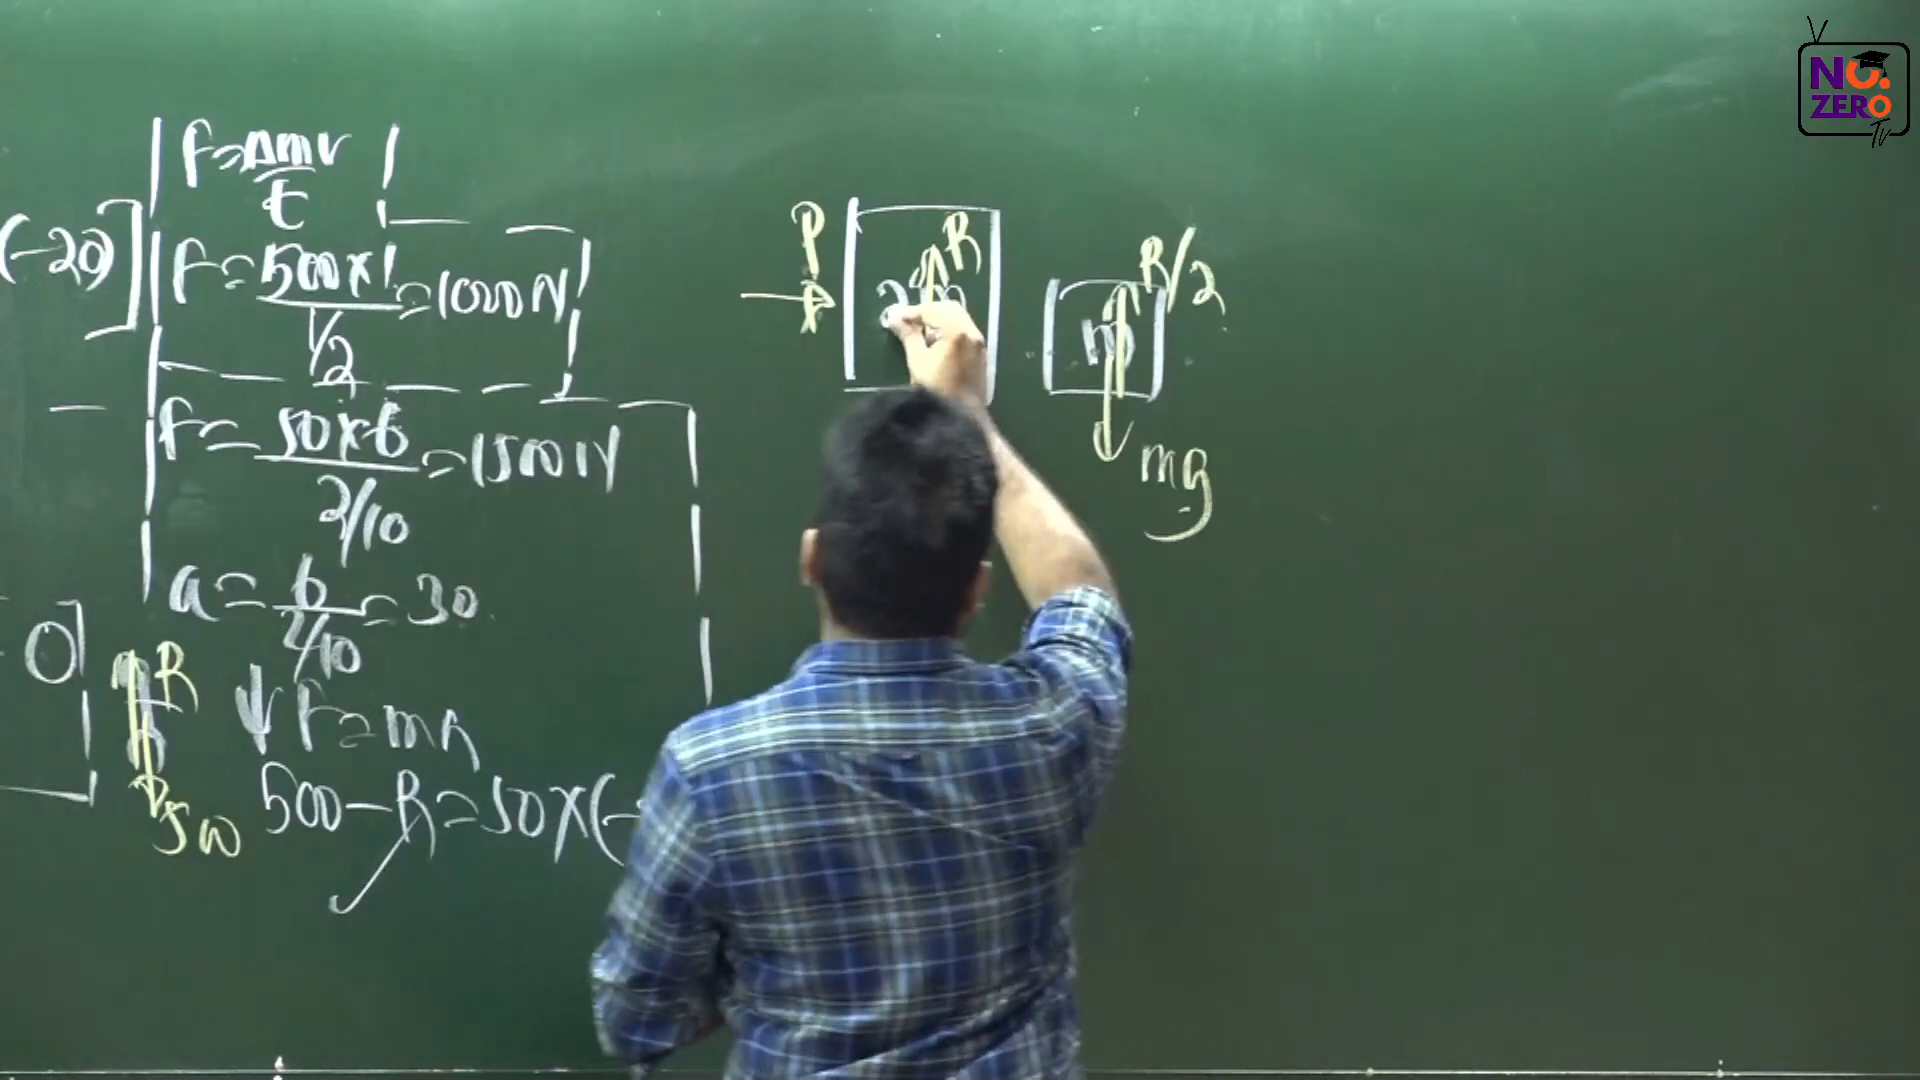 F = Δmv / t
(-20)]
F = 500 × 1 / 1/2 = 1000 N
F = 50 × 6 / 2/10 = 1500 N
a = 6 / 2/10 = 30
0]
R
500
↓ F = ma
500 - R = 50 × (-
P
R
m
R/2
mg
NO.
ZERO
Tv